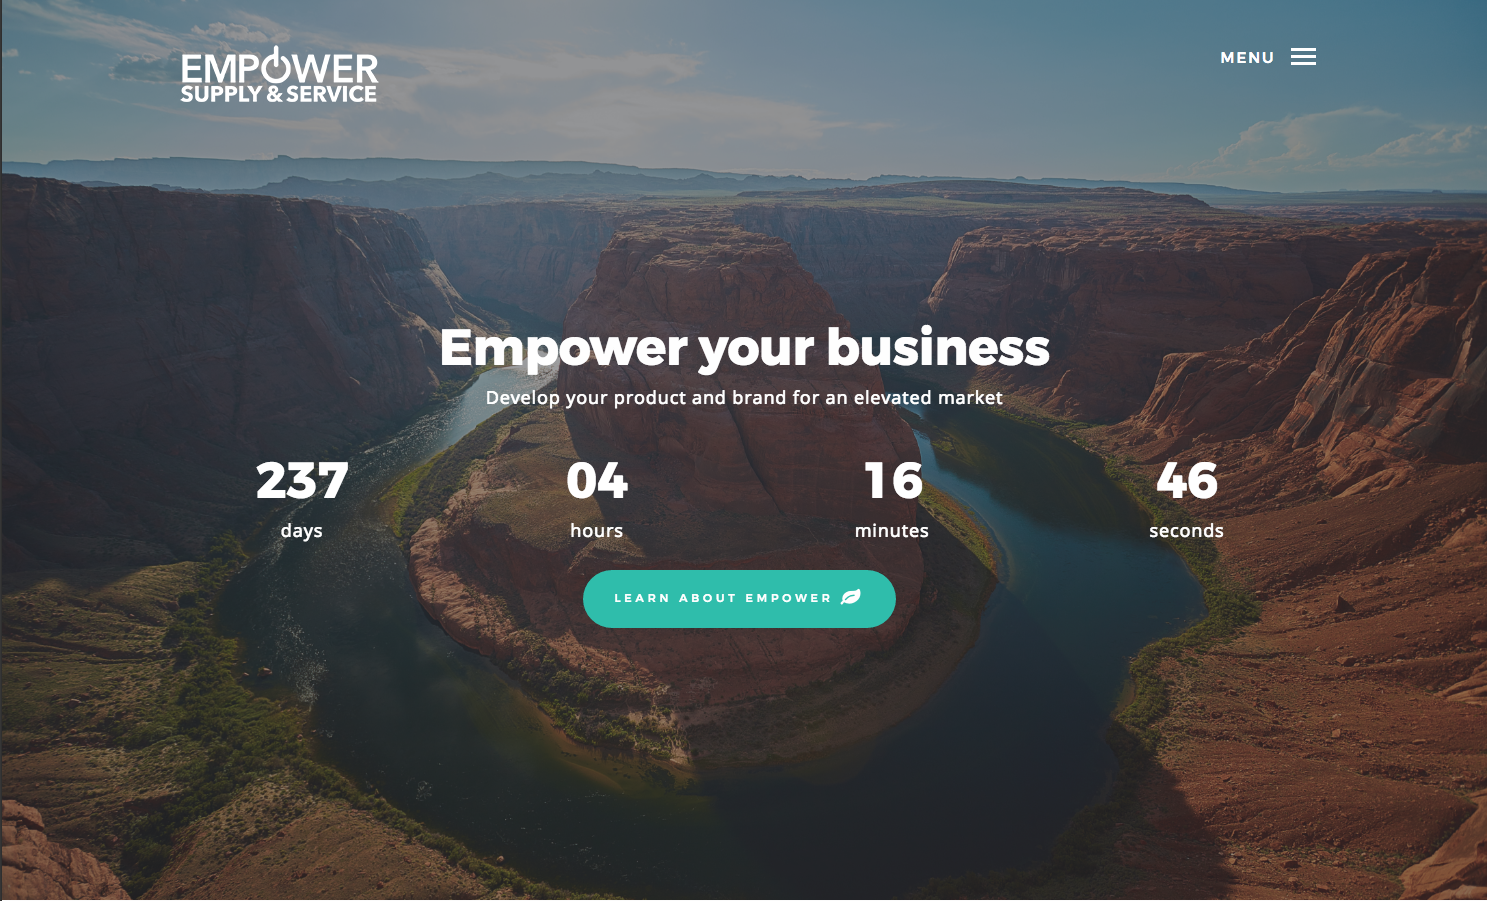 EMPOWER
SUPPLY & SERVICE
MENU
Empower your business
Develop your product and brand for an elevated market
237 04 16 46
days hours minutes seconds
LEARN ABOUT EMPOWER